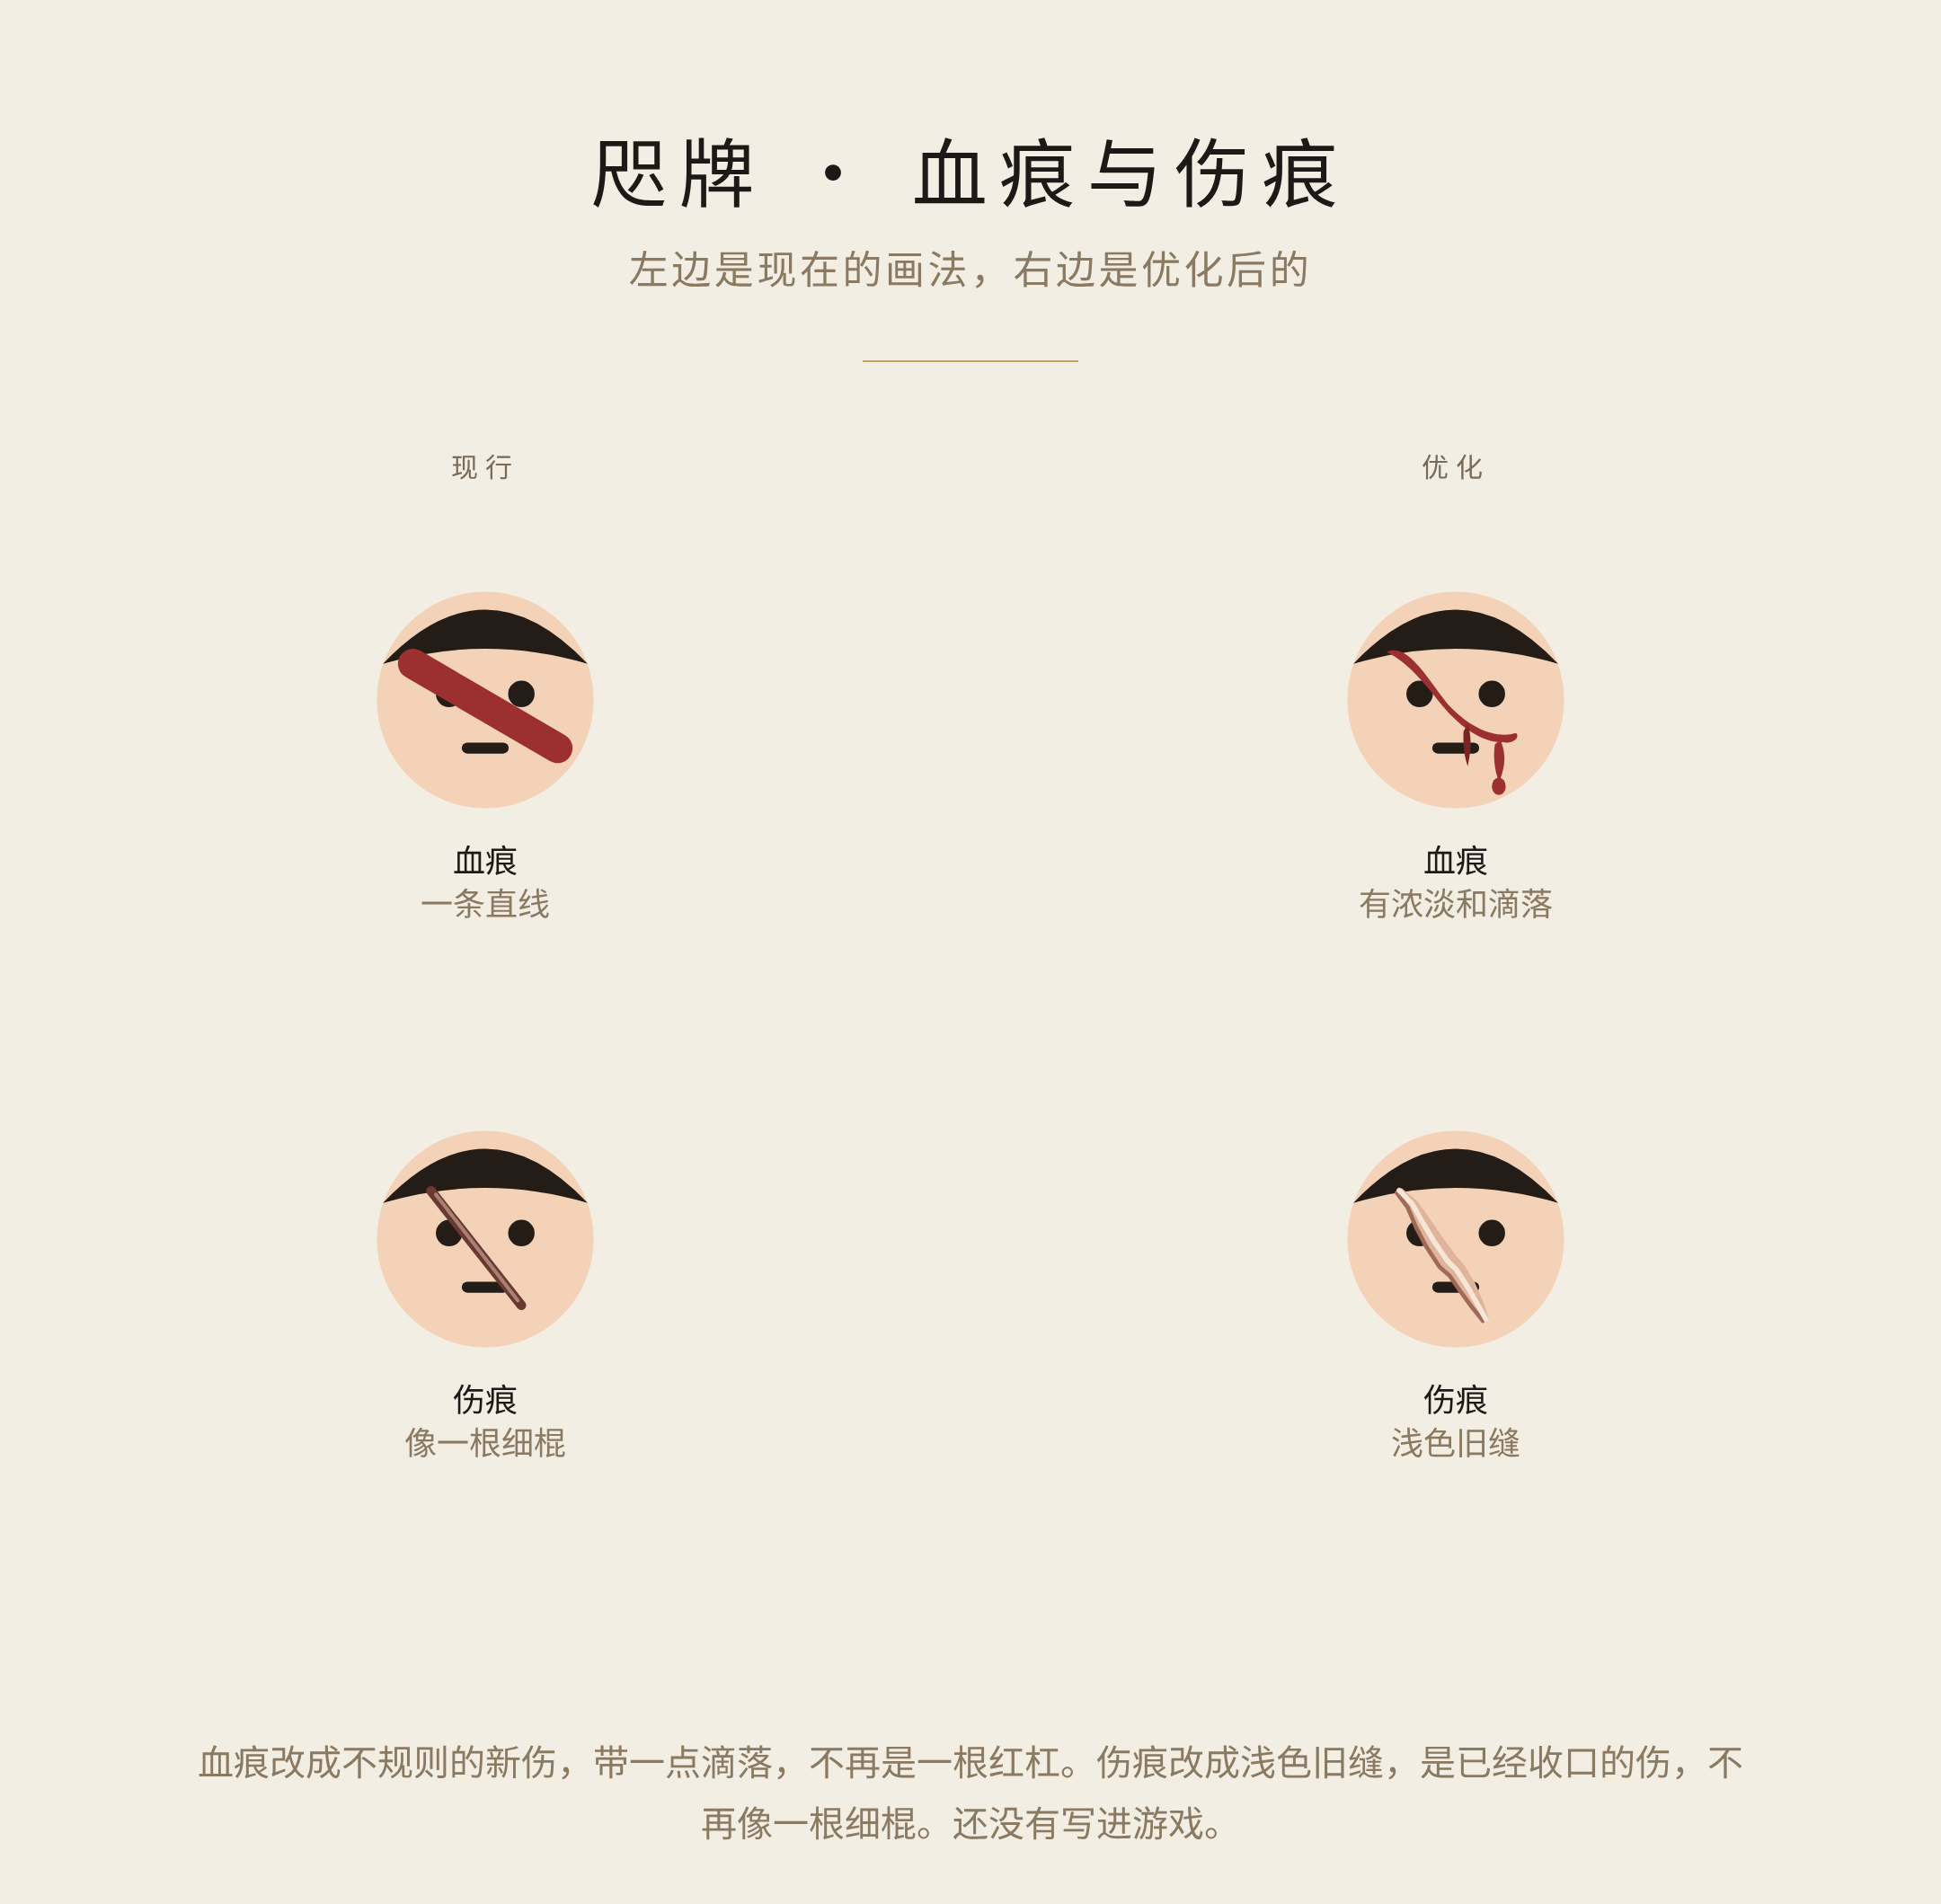 咫牌 · 血痕与伤痕
左边是现在的画法，右边是优化后的
现行
优化
血痕
一条直线
血痕
有浓淡和滴落
伤痕
像一根细棍
伤痕
浅色旧缝
血痕改成不规则的新伤，带一点滴落，不再是一根红杠。伤痕改成浅色旧缝，是已经收口的伤，不
再像一根细棍。还没有写进游戏。